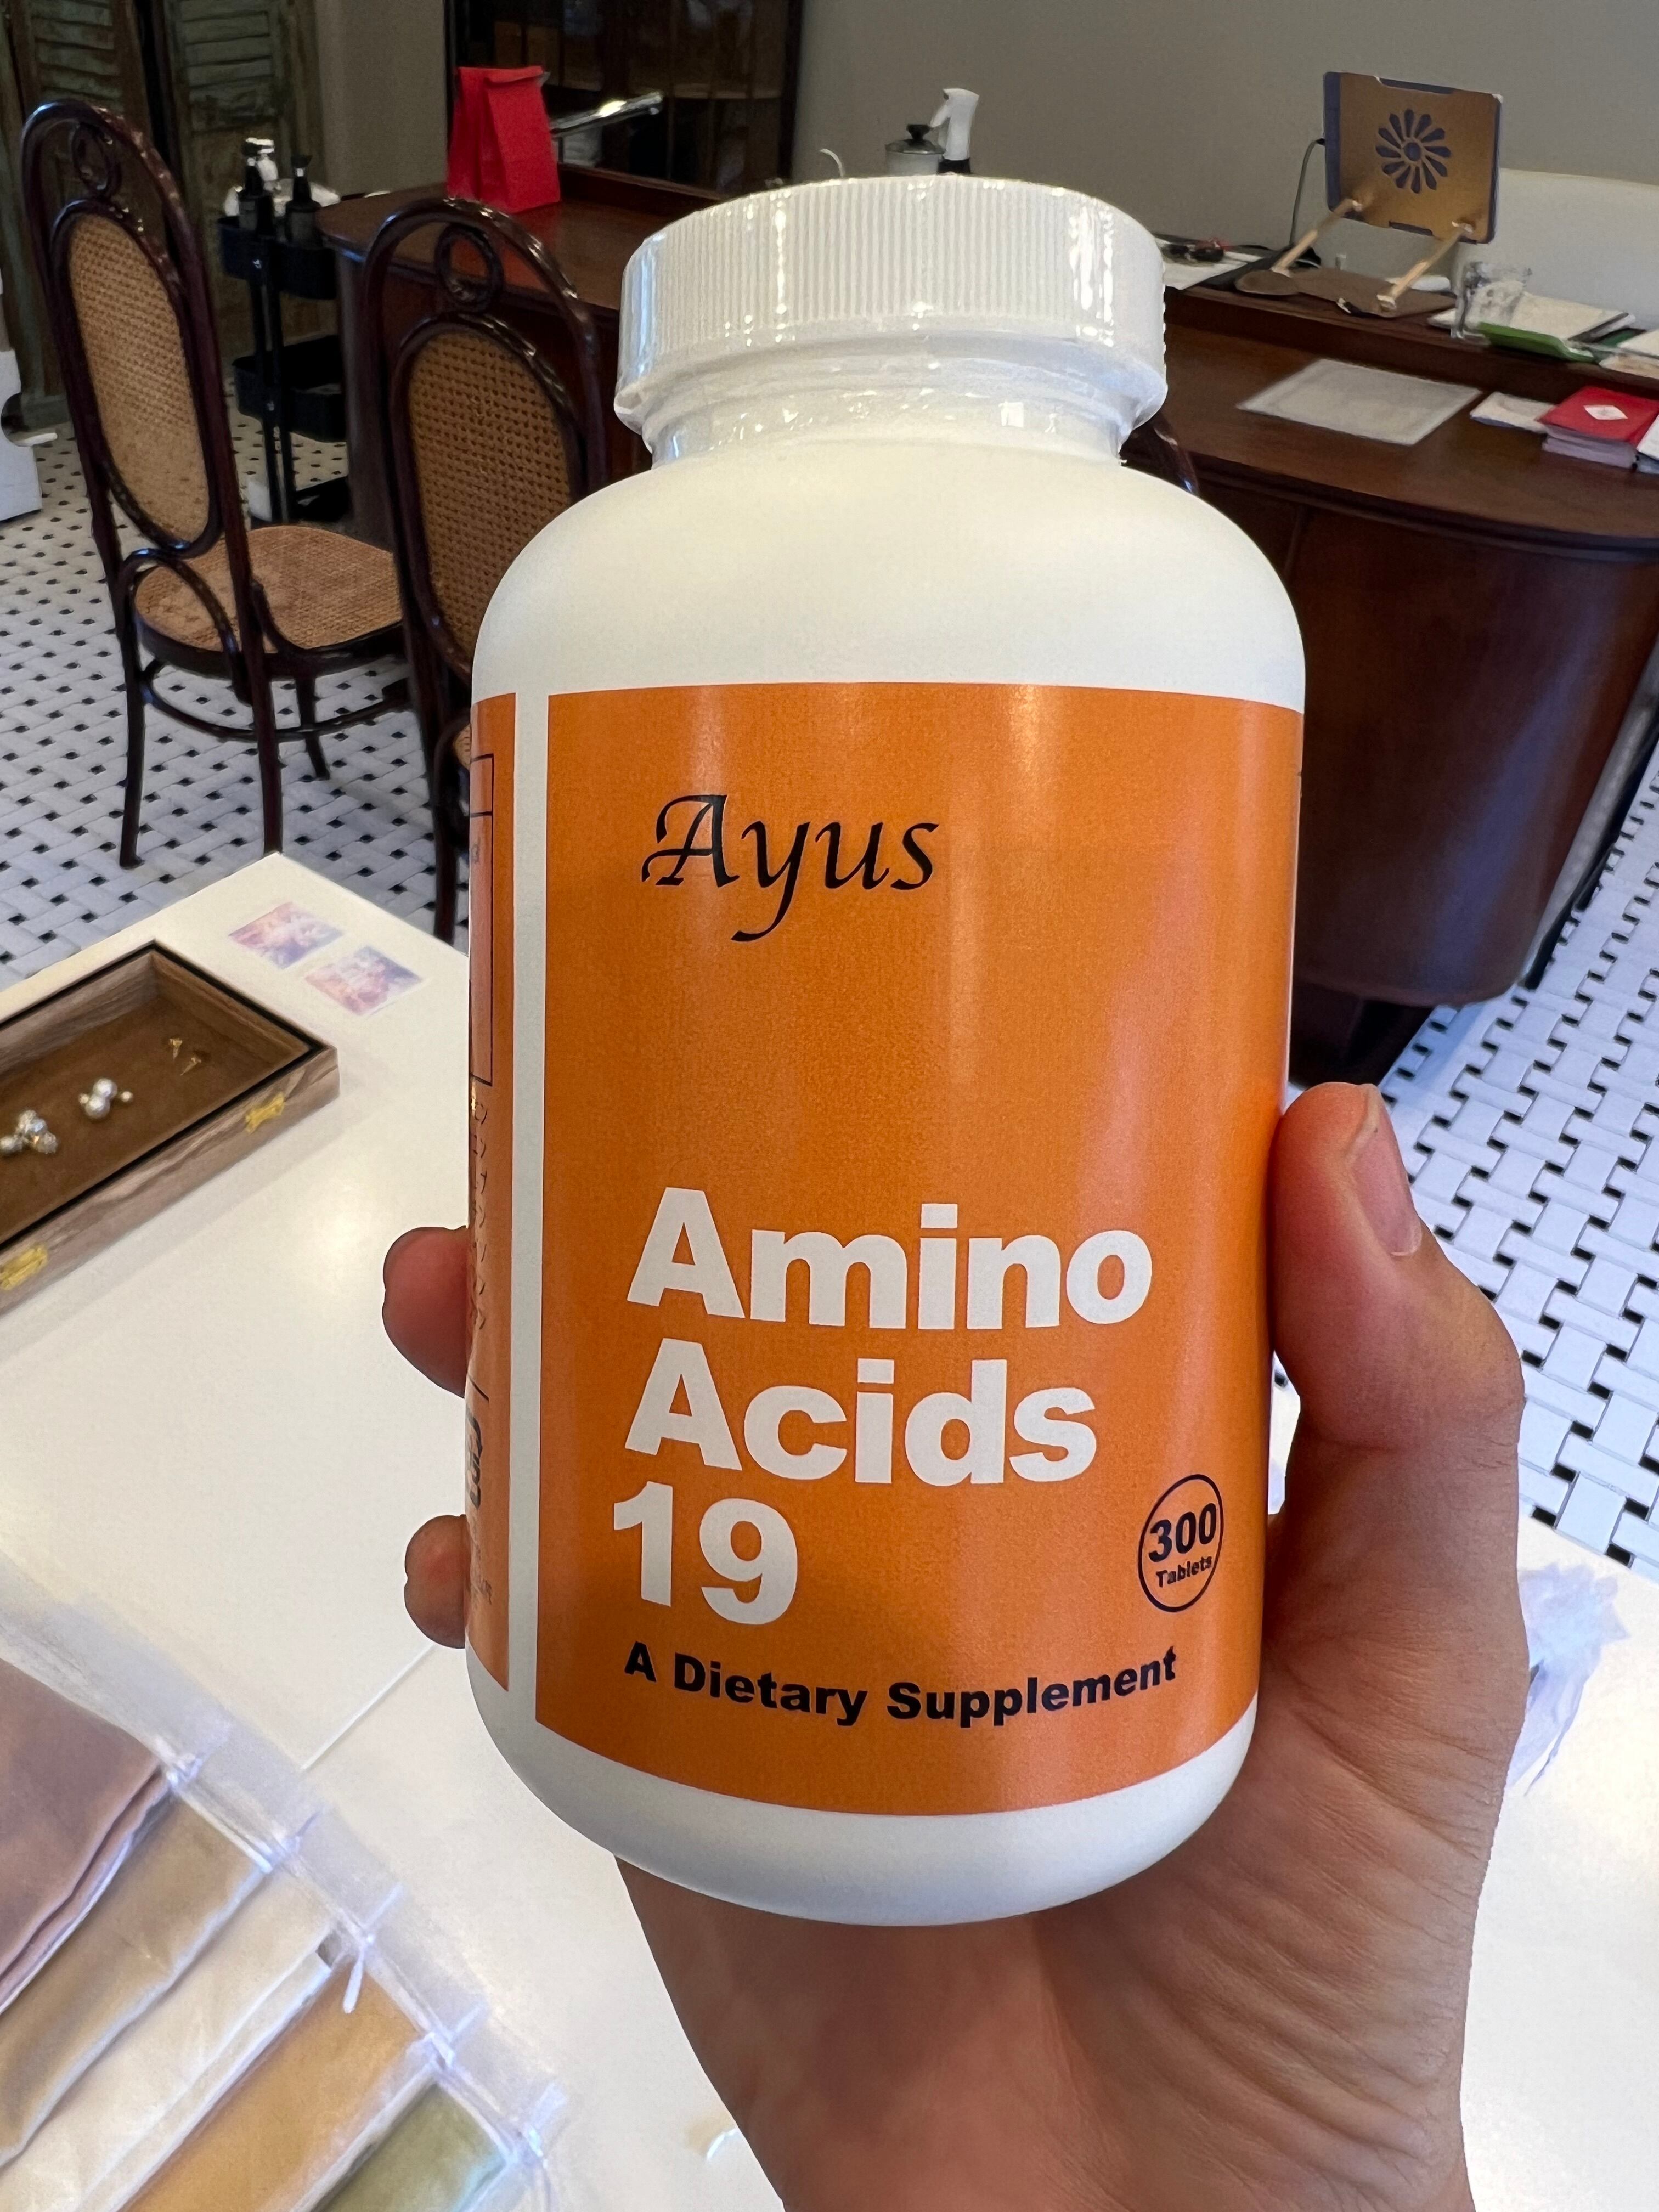 Ayus
Amino
Acids
19
300
Tablets
A Dietary Supplement